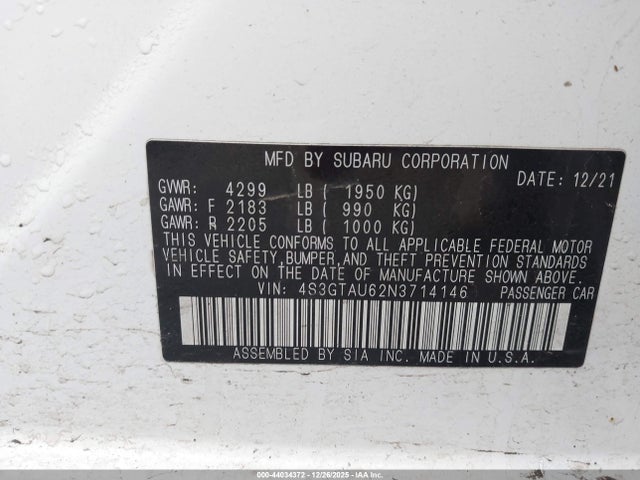 MFD BY SUBARU CORPORATION
DATE: 12/21
GVWR: 4299 LB ( 1950 KG)
GAWR: F 2183 LB ( 990 KG)
GAWR: R 2205 LB ( 1000 KG)
THIS VEHICLE CONFORMS TO ALL APPLICABLE FEDERAL MOTOR
VEHICLE SAFETY, BUMPER, AND THEFT PREVENTION STANDARDS
IN EFFECT ON THE DATE OF MANUFACTURE SHOWN ABOVE.
VIN: 4S3GTAU62N3714146 PASSENGER CAR
ASSEMBLED BY SIA INC. MADE IN U.S.A.
000-44034372 - 12/26/2025 - IAAI.COM